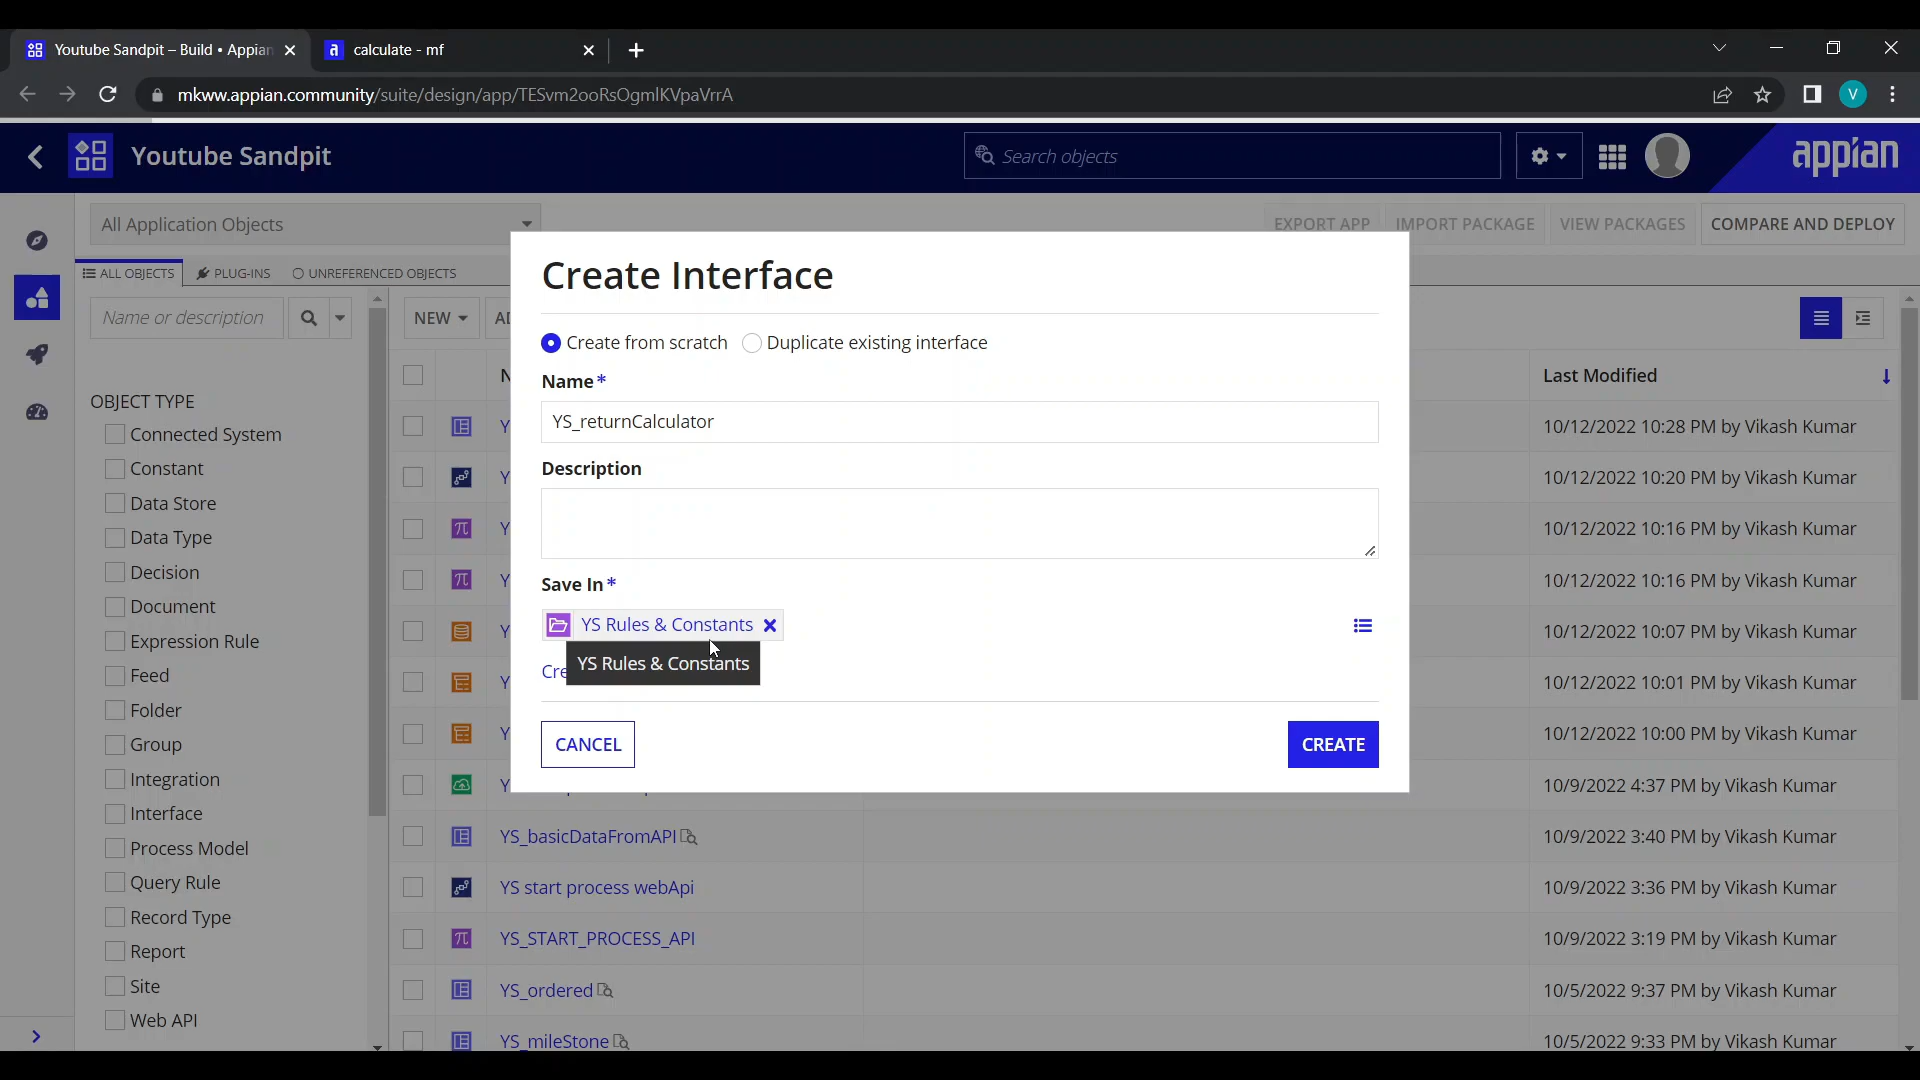 Youtube Sandpit – Build • Appian
calculate - mf
mkww.appian.community/suite/design/app/TESvm2ooRsOgmlKVpaVrrA
V
Youtube Sandpit
Search objects
appian
All Application Objects
EXPORT APP
IMPORT PACKAGE
VIEW PACKAGES
COMPARE AND DEPLOY
ALL OBJECTS
PLUG-INS
UNREFERENCED OBJECTS
Name or description
NEW
OBJECT TYPE
Connected System
Constant
Data Store
Data Type
Decision
Document
Expression Rule
Feed
Folder
Group
Integration
Interface
Process Model
Query Rule
Record Type
Report
Site
Web API
Create Interface
Create from scratch
Duplicate existing interface
Name*
YS_returnCalculator
Description
Save In*
YS Rules & Constants
YS Rules & Constants
Cre
CANCEL
CREATE
Last Modified
10/12/2022 10:28 PM by Vikash Kumar
10/12/2022 10:20 PM by Vikash Kumar
10/12/2022 10:16 PM by Vikash Kumar
10/12/2022 10:16 PM by Vikash Kumar
10/12/2022 10:07 PM by Vikash Kumar
10/12/2022 10:01 PM by Vikash Kumar
10/12/2022 10:00 PM by Vikash Kumar
10/9/2022 4:37 PM by Vikash Kumar
YS_basicDataFromAPI
10/9/2022 3:40 PM by Vikash Kumar
YS start process webApi
10/9/2022 3:36 PM by Vikash Kumar
YS_START_PROCESS_API
10/9/2022 3:19 PM by Vikash Kumar
YS_ordered
10/5/2022 9:37 PM by Vikash Kumar
YS_mileStone
10/5/2022 9:33 PM by Vikash Kumar